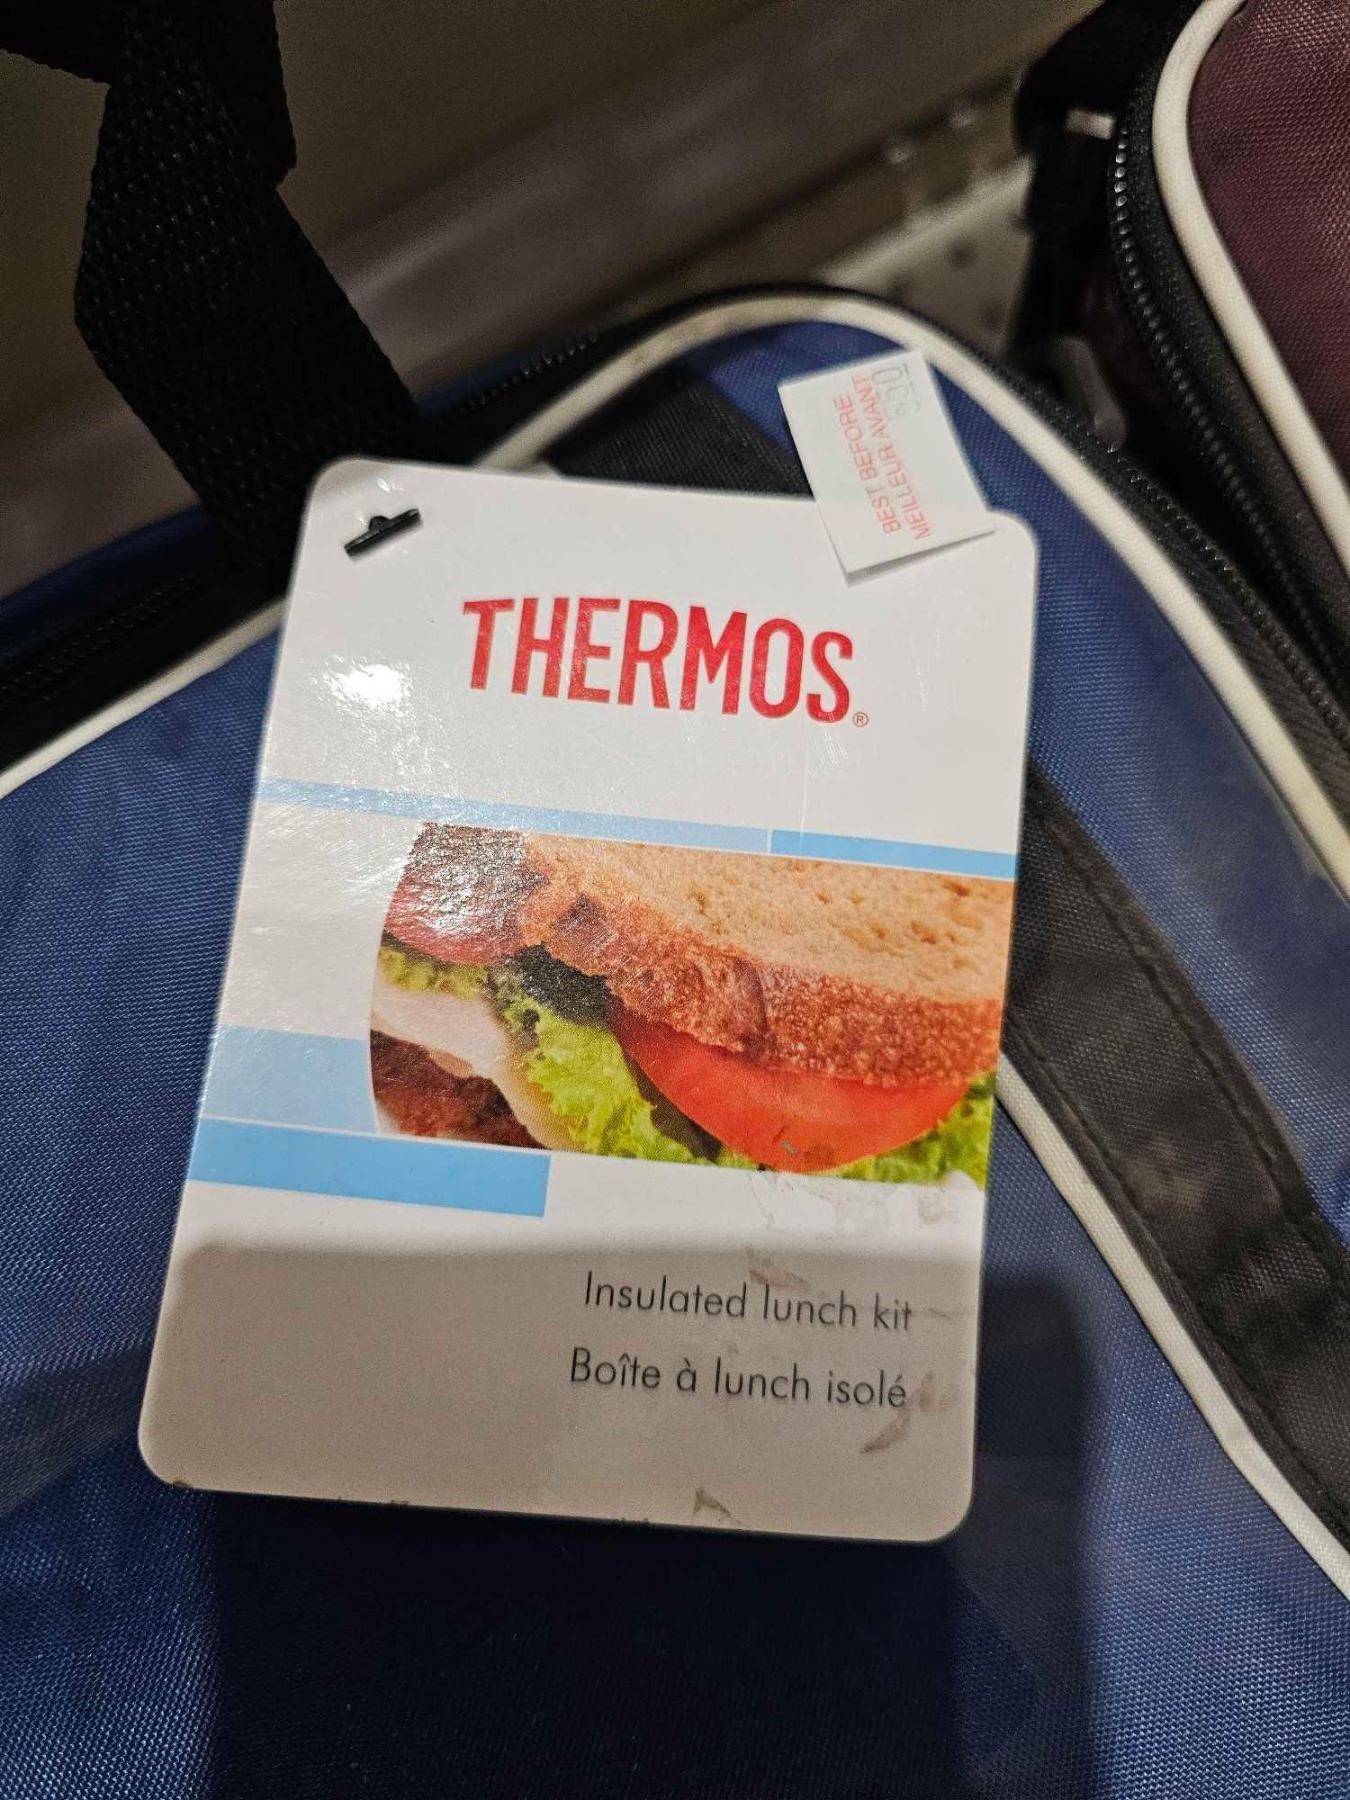 BEST BEFORE
MEILLEUR AVANT
THERMOS®
Insulated lunch kit
Boîte à lunch isolé